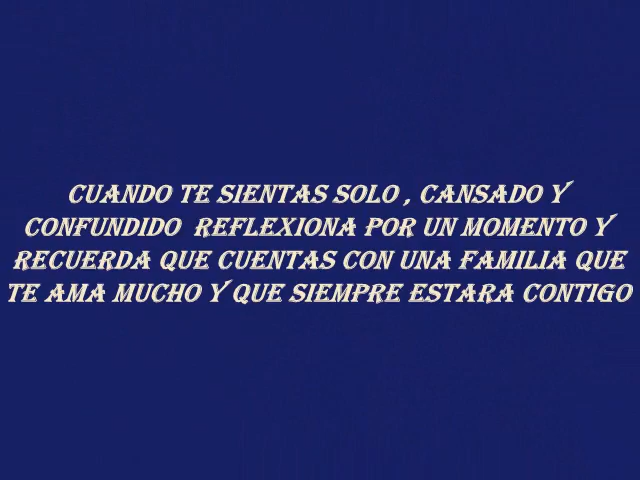 CUANDO TE SIENTAS SOLO , CANSADO Y
CONFUNDIDO REFLEXIONA POR UN MOMENTO Y
RECUERDA QUE CUENTAS CON UNA FAMILIA QUE
TE AMA MUCHO Y QUE SIEMPRE ESTARA CONTIGO